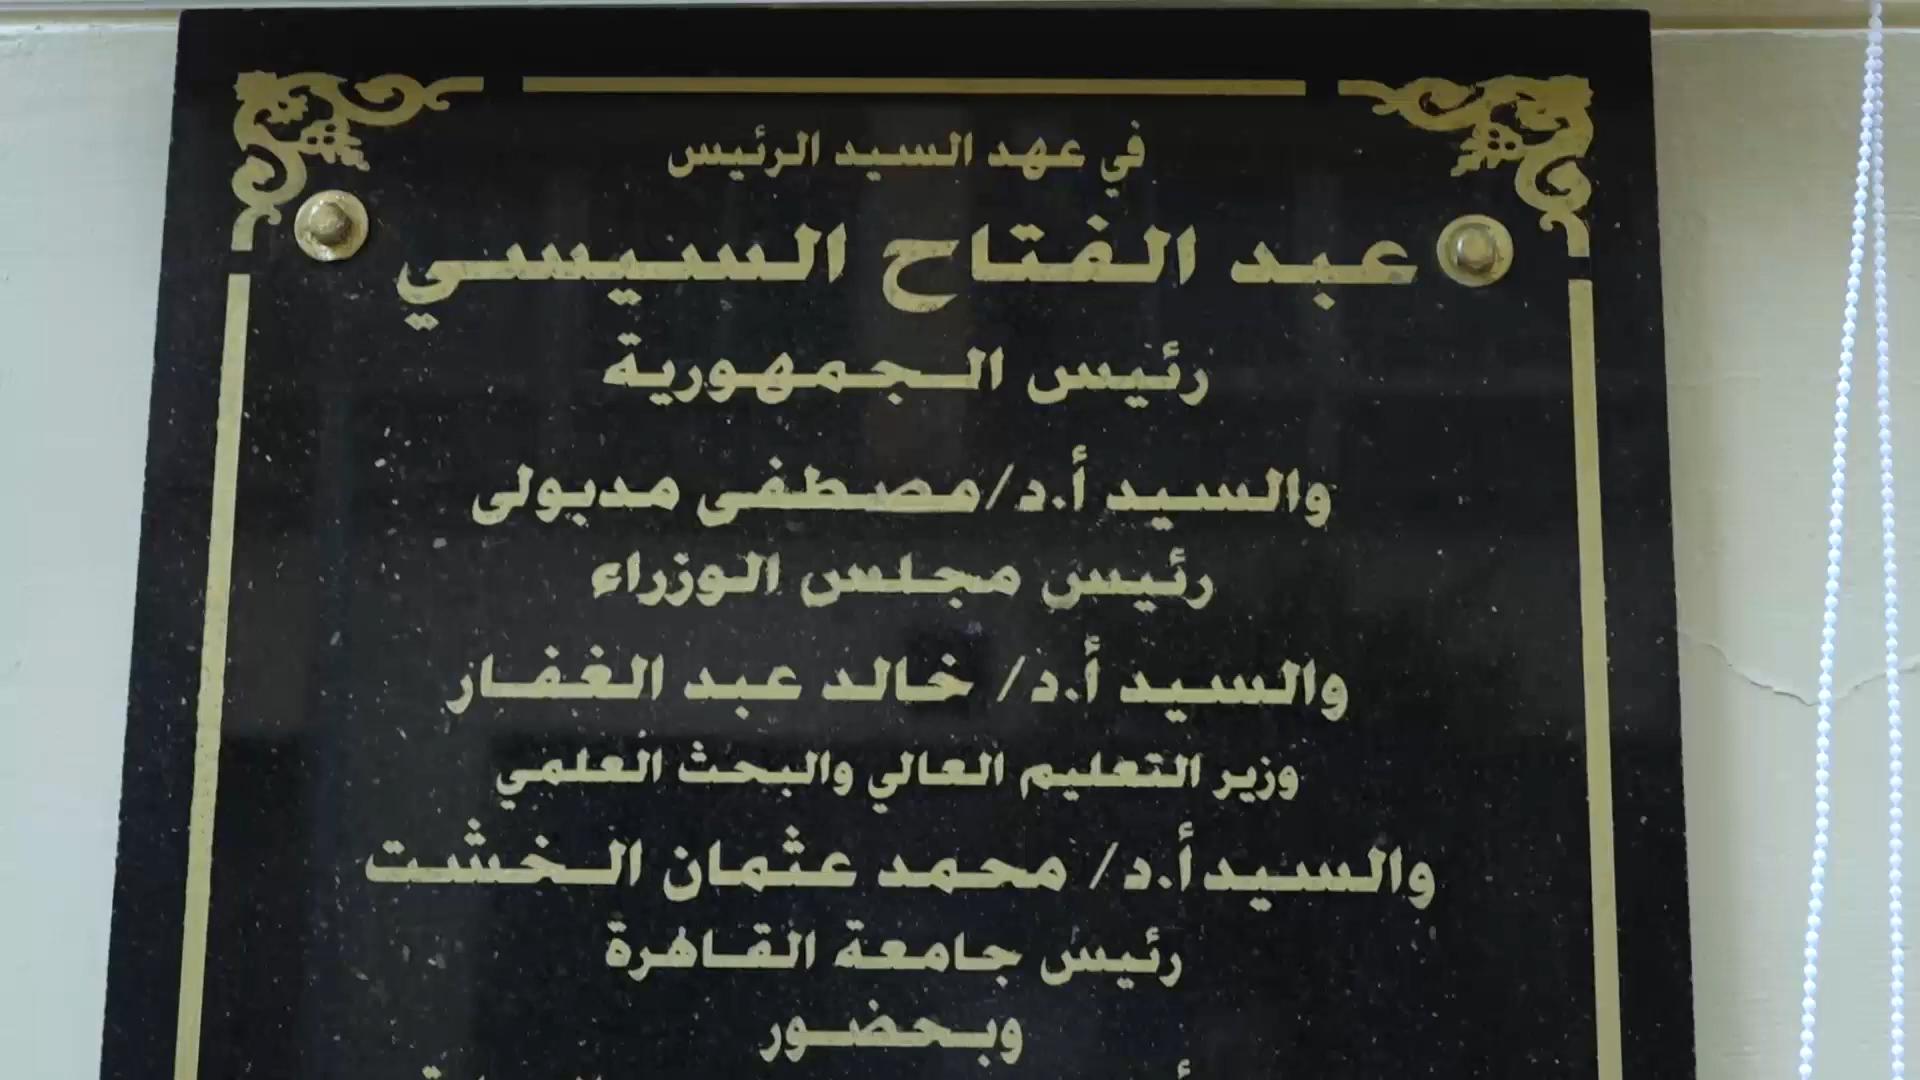 في عهد السيد الرئيس
عبد الفتاح السيسي
رئيس الجمهورية
والسيد أ.د/مصطفى مدبولى
رئيس مجلس الوزراء
والسيد أ.د/ خالد عبد الغفار
وزير التعليم العالي والبحث العلمي
والسيد أ.د/ محمد عثمان الخشت
رئيس جامعة القاهرة
وبحضور